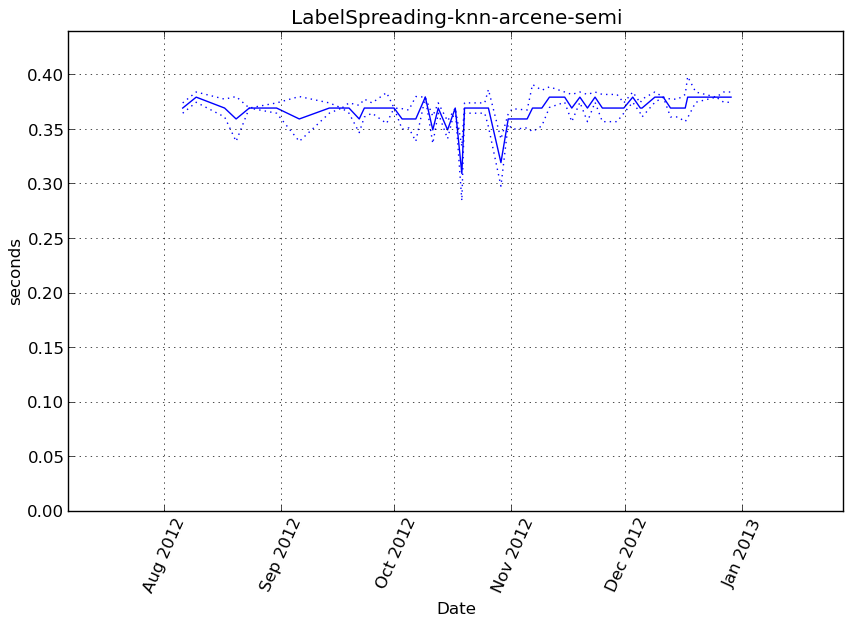 LabelSpreading-knn-arcene-semi
0.40
0.35
0.30
0.25
0.20
0.15
0.10
0.05
0.00
seconds
Aug 2012
Sep 2012
Oct 2012
Nov 2012
Dec 2012
Jan 2013
Date